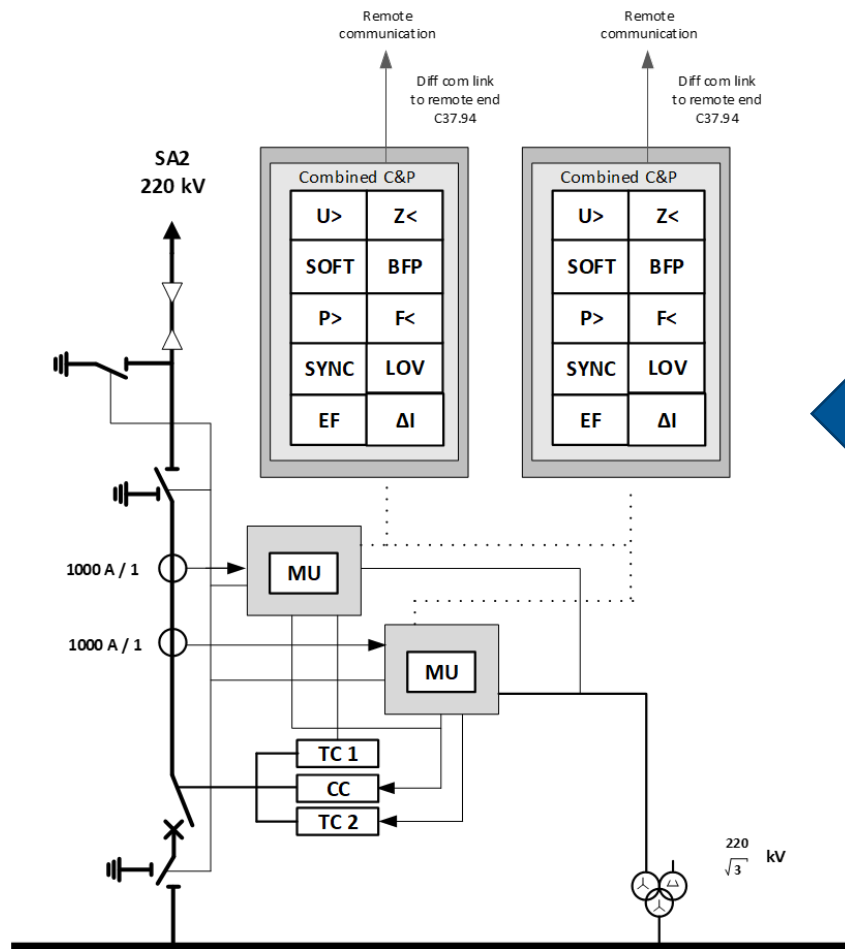 Remote
communication
Remote
communication
Diff com link
to remote end
C37.94
Diff com link
to remote end
C37.94
SA2
220 kV
Combined C&P
U> Z<
SOFT BFP
P> F<
SYNC LOV
EF ΔI
Combined C&P
U> Z<
SOFT BFP
P> F<
SYNC LOV
EF ΔI
1000 A / 1
MU
1000 A / 1
MU
TC 1
CC
TC 2
220
√3 kV